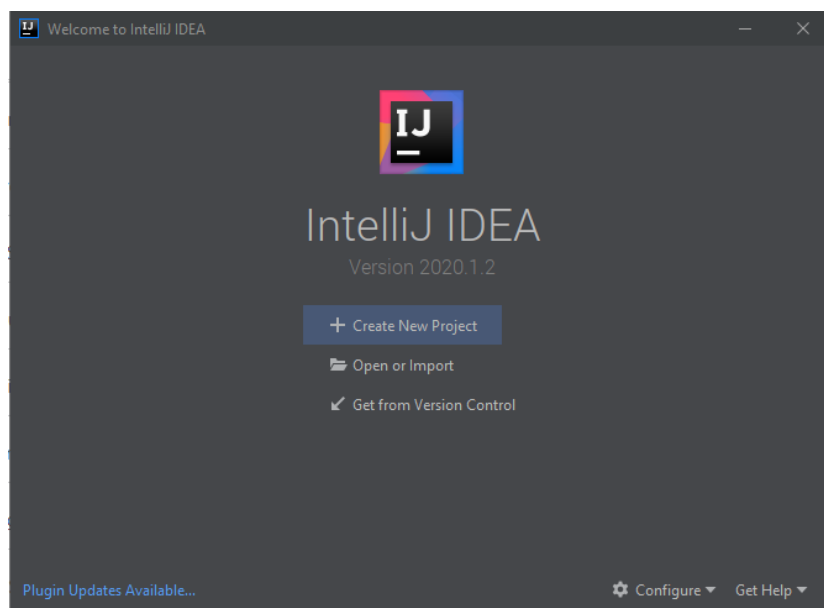 IJ Welcome to IntelliJ IDEA
IJ
IntelliJ IDEA
Version 2020.1.2
Create New Project
Open or Import
Get from Version Control
Plugin Updates Available...
Configure
Get Help